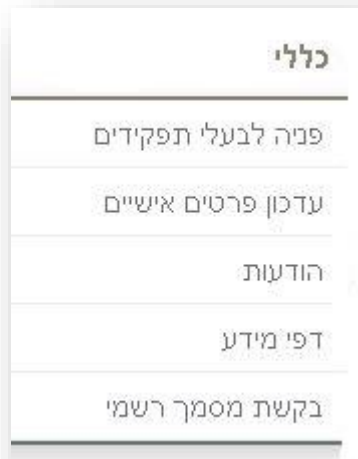 כללי
פניה לבעלי תפקידים
עדכון פרטים אישיים
הודעות
דפי מידע
בקשת מסמך רשמי